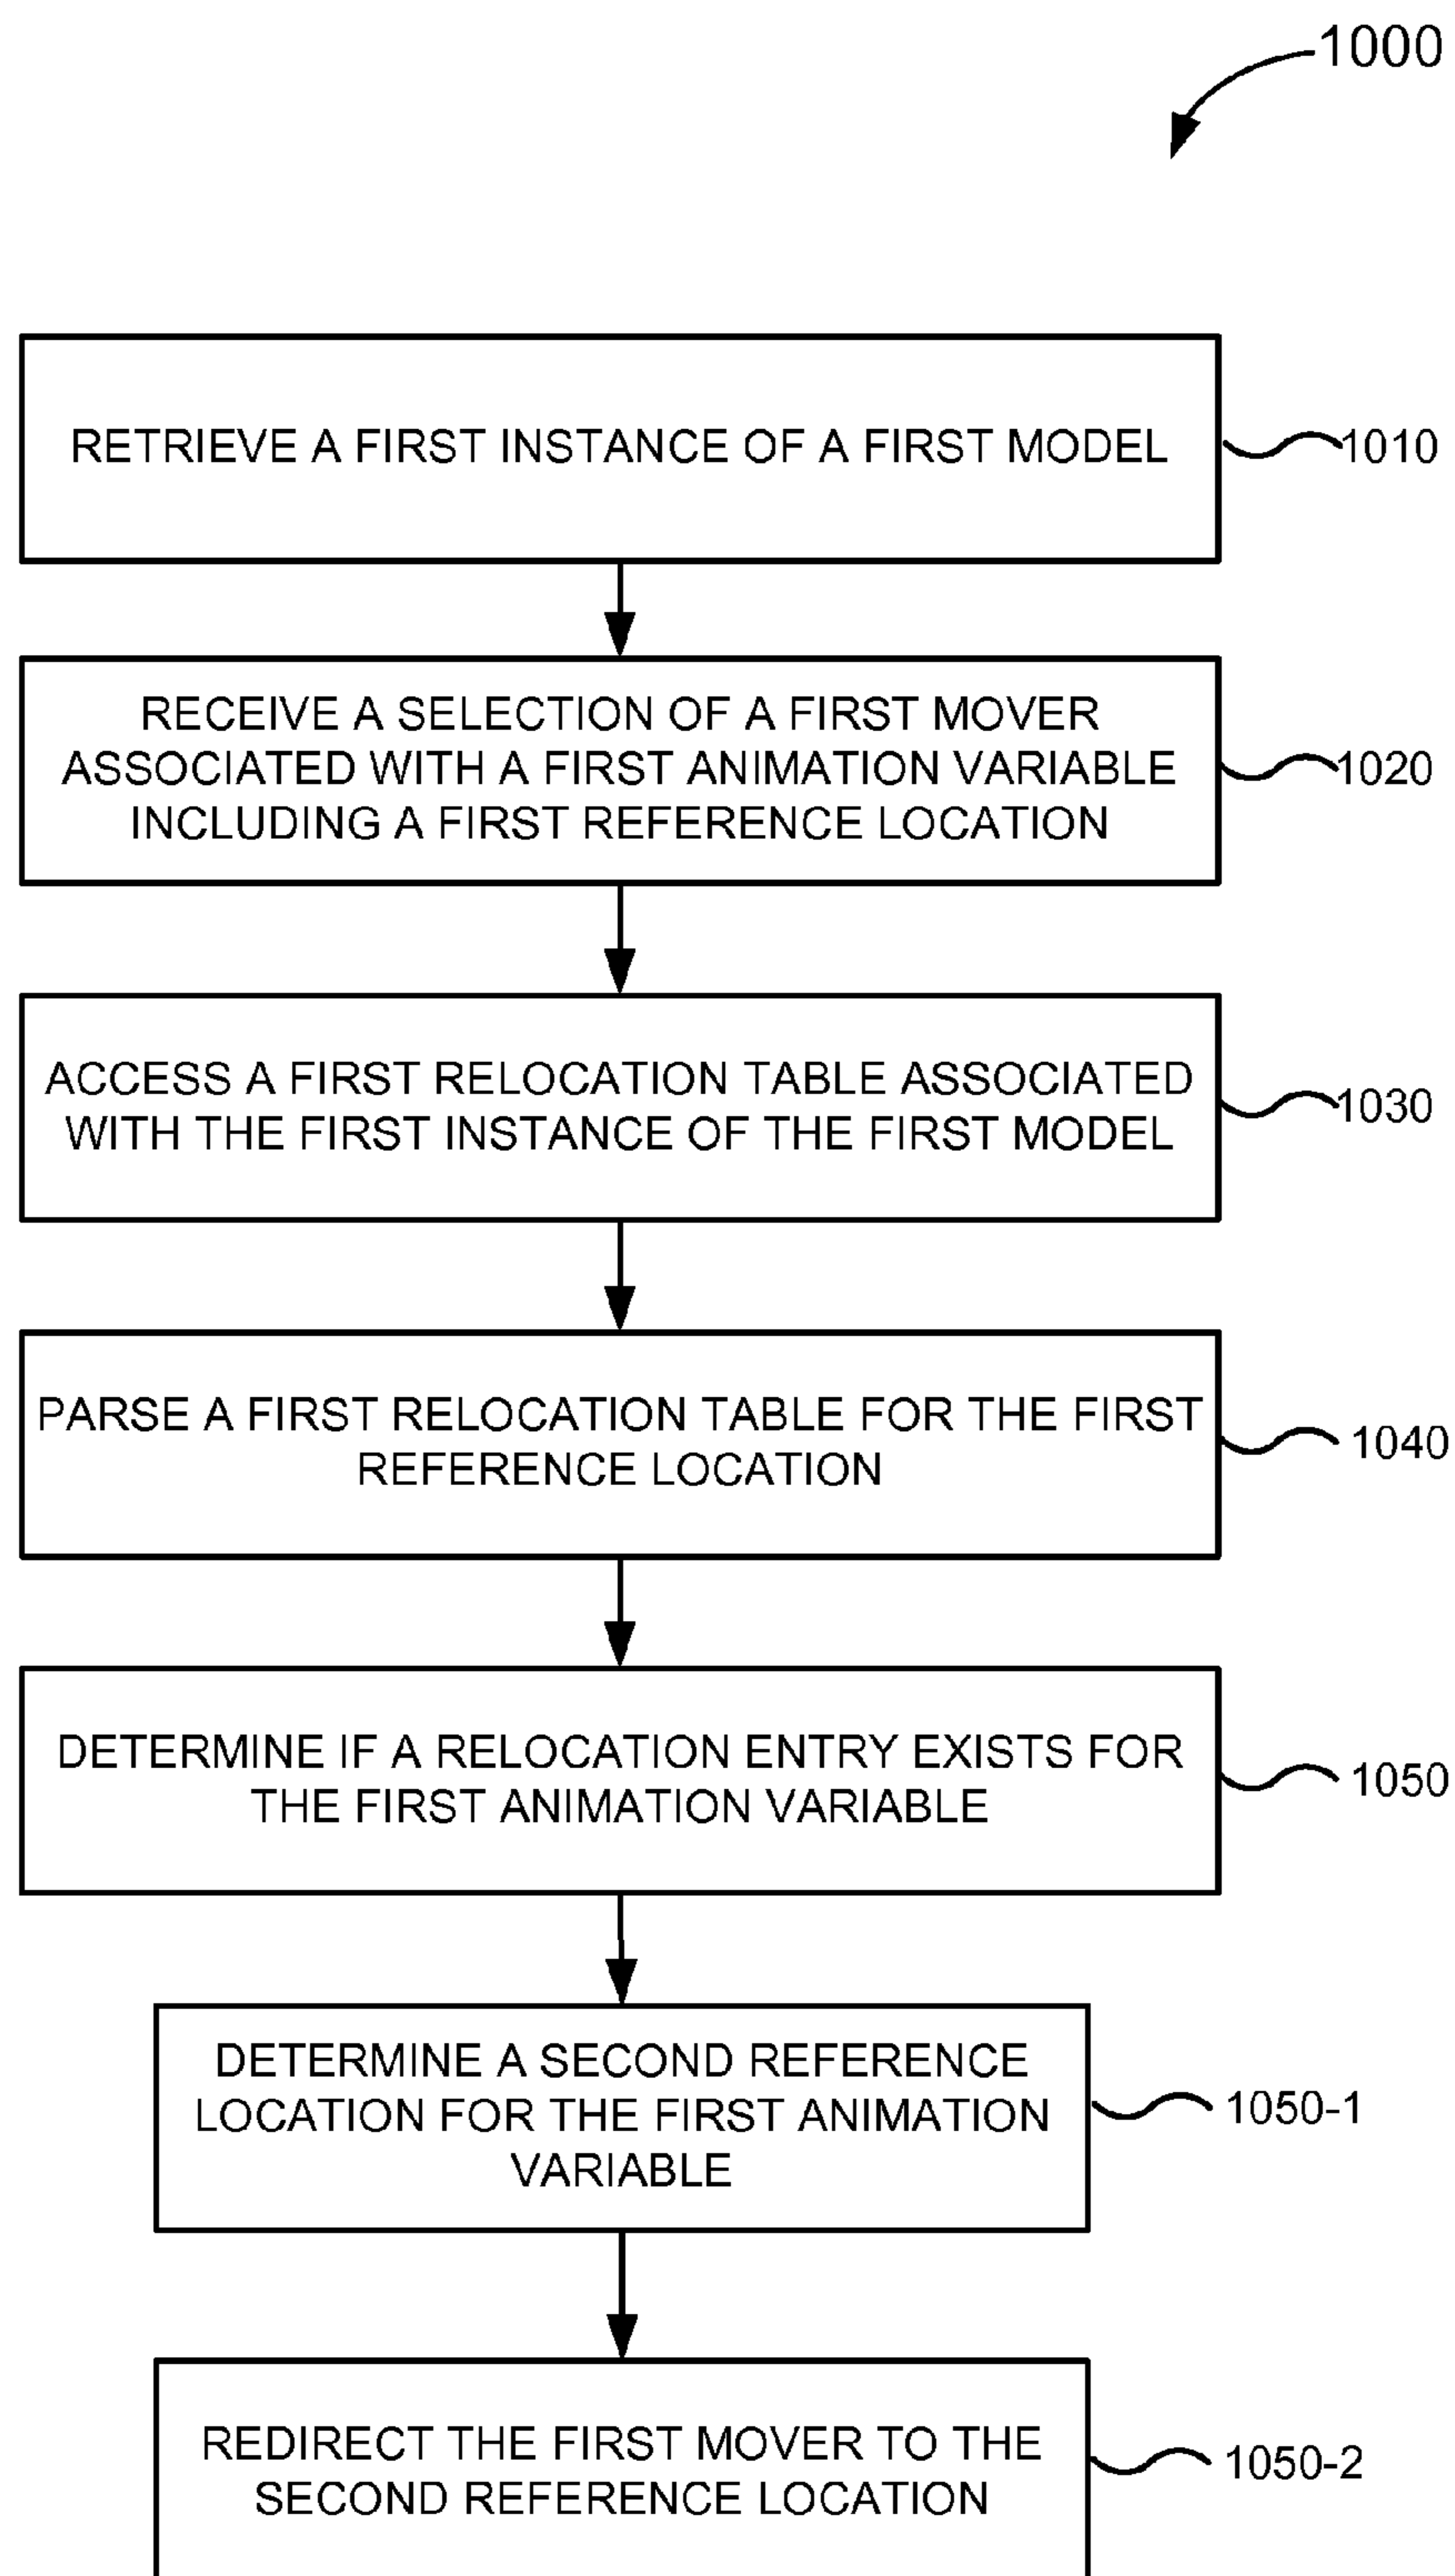 1000
RETRIEVE A FIRST INSTANCE OF A FIRST MODEL
1010
RECEIVE A SELECTION OF A FIRST MOVER
ASSOCIATED WITH A FIRST ANIMATION VARIABLE
INCLUDING A FIRST REFERENCE LOCATION
1020
ACCESS A FIRST RELOCATION TABLE ASSOCIATED
WITH THE FIRST INSTANCE OF THE FIRST MODEL
1030
PARSE A FIRST RELOCATION TABLE FOR THE FIRST
REFERENCE LOCATION
1040
DETERMINE IF A RELOCATION ENTRY EXISTS FOR
THE FIRST ANIMATION VARIABLE
1050
DETERMINE A SECOND REFERENCE
LOCATION FOR THE FIRST ANIMATION
VARIABLE
1050-1
REDIRECT THE FIRST MOVER TO THE
SECOND REFERENCE LOCATION
1050-2